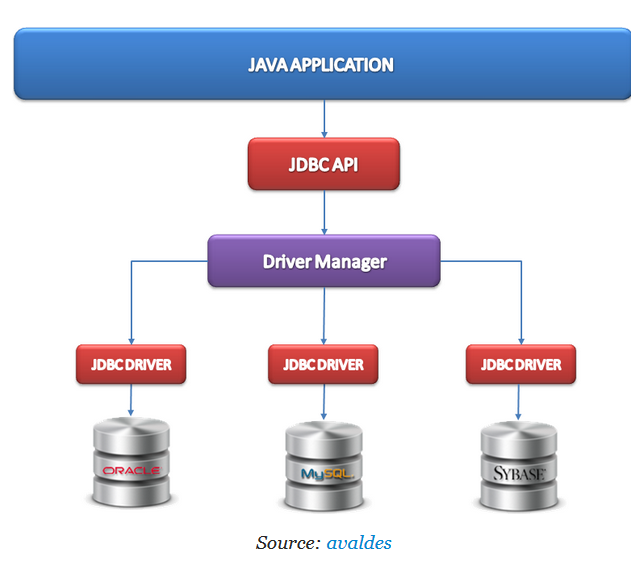 JAVA APPLICATION
JDBC API
Driver Manager
JDBC DRIVER
JDBC DRIVER
JDBC DRIVER
ORACLE
MySQL
SYBASE
Source: avaldes